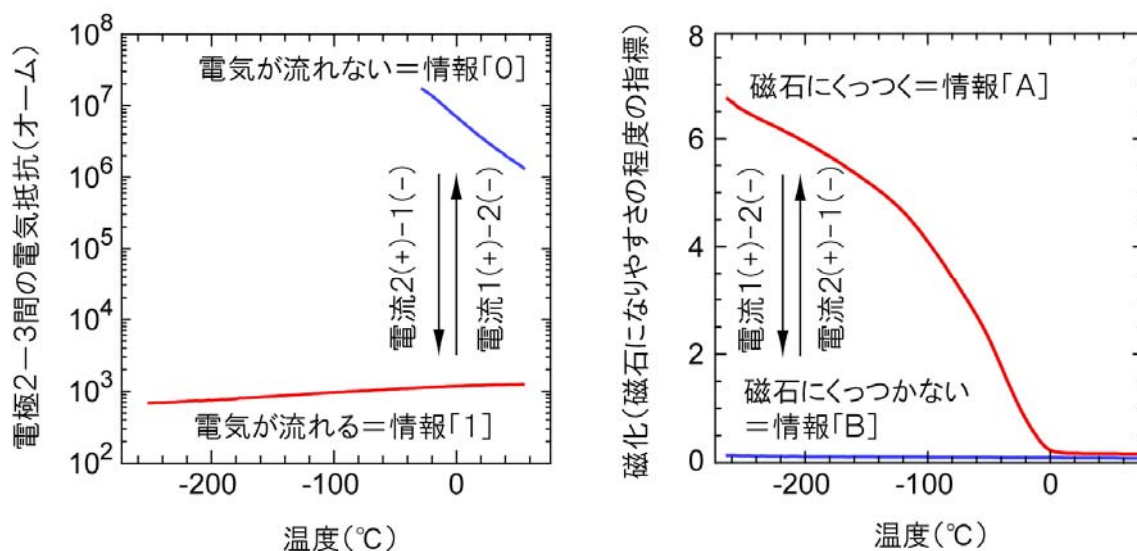 電極2－3間の電気抵抗(オーム)
10⁸
10⁷
10⁶
10⁵
10⁴
10³
10²
電気が流れない＝情報「0」
電流2(+)-1(-)
電流1(+)-2(-)
電気が流れる＝情報「1」
-200
-100
0
温度(℃)
磁化(磁石になりやすさの程度の指標)
8
6
4
2
0
磁石にくっつく＝情報「A」
電流1(+)-2(-)
電流2(+)-1(-)
磁石にくっつかない
＝情報「B」
-200
-100
0
温度(℃)